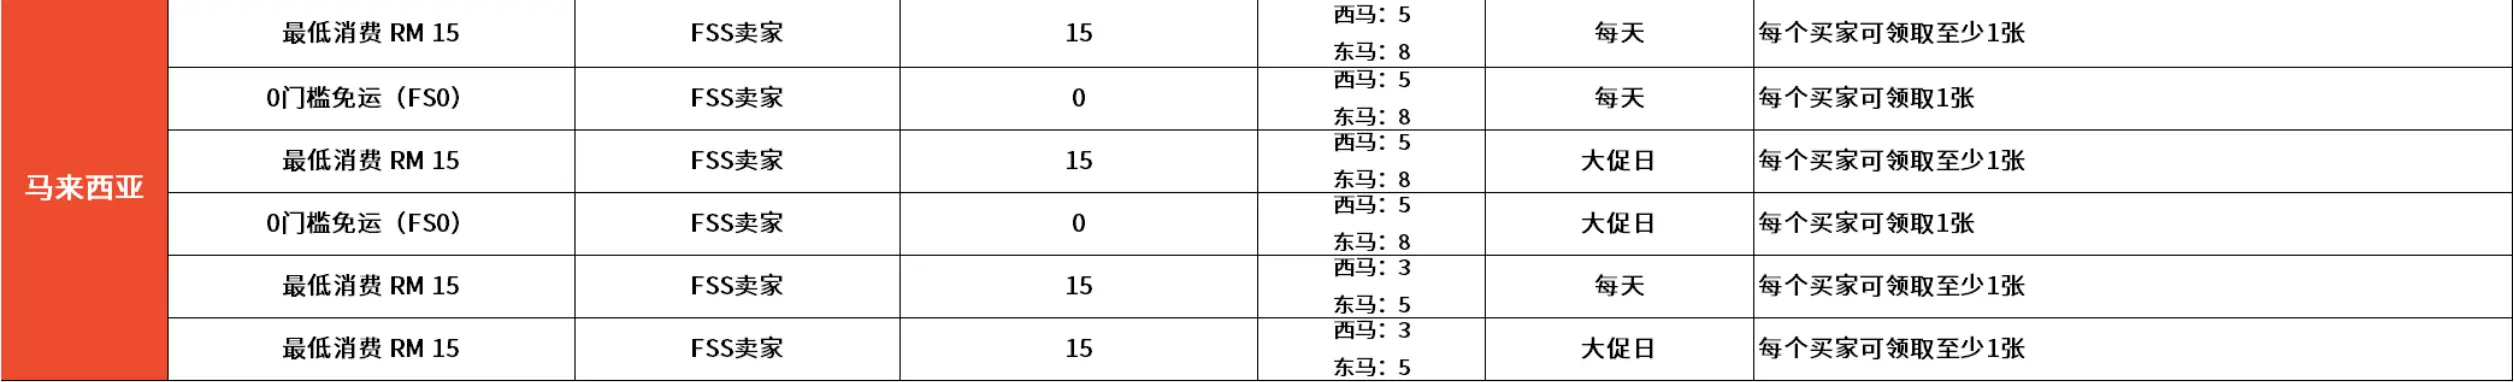 马来西亚
最低消费 RM 15
FSS卖家
15
西马：5
东马：8
每天
每个买家可领取至少1张
0门槛免运（FS0）
FSS卖家
0
西马：5
东马：8
每天
每个买家可领取1张
最低消费 RM 15
FSS卖家
15
西马：5
东马：8
大促日
每个买家可领取至少1张
0门槛免运（FS0）
FSS卖家
0
西马：5
东马：8
大促日
每个买家可领取1张
最低消费 RM 15
FSS卖家
15
西马：3
东马：5
每天
每个买家可领取至少1张
最低消费 RM 15
FSS卖家
15
西马：3
东马：5
大促日
每个买家可领取至少1张